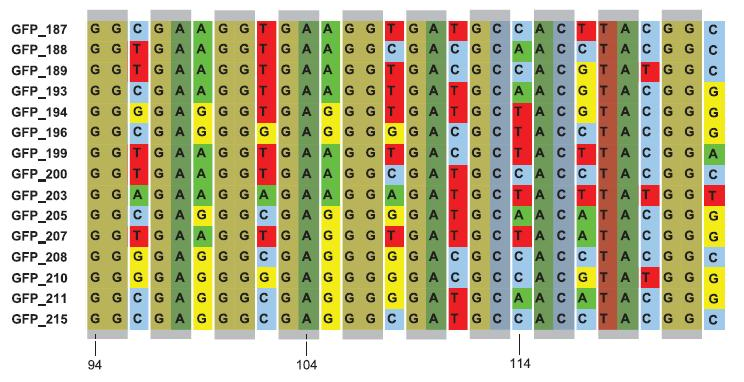 GFP_187 G G C G A A G G T G A A G G T G A T G C C A C T T A C G G C
GFP_188 G G T G A A G G T G A A G G C G A C G C A A C C T A C G G C
GFP_189 G G T G A A G G T G A A G G T G A C G C C A C G T A T G G C
GFP_193 G G C G A A G G T G A A G G T G A T G C A A C G T A C G G G
GFP_194 G G G G A G G G T G A G G G T G A T G C T A C G T A C G G G
GFP_196 G G C G A G G G G G A G G G G G A C G C T A C C T A C G G G
GFP_199 G G T G A A G G T G A A G G T G A C G C T A C T T A C G G A
GFP_200 G G T G A A G G T G A A G G C G A T G C C A C C T A C G G C
GFP_203 G G A G A A G G A G A A G G A G A T G C T A C T T A T G G T
GFP_205 G G C G A G G G C G A G G G G G A T G C A A C A T A C G G G
GFP_207 G G T G A A G G T G A G G G T G A T G C T A C A T A C G G G
GFP_208 G G G G A G G G C G A G G G G G A C G C C A C C T A C G G C
GFP_210 G G G G A G G G G G A G G G G G A C G C C A C G T A T G G G
GFP_211 G G C G A G G G C G A G G G G G A T G C A A C A T A C G G G
GFP_215 G G C G A G G G C G A G G G C G A T G C C A C C T A C G G C
94 104 114